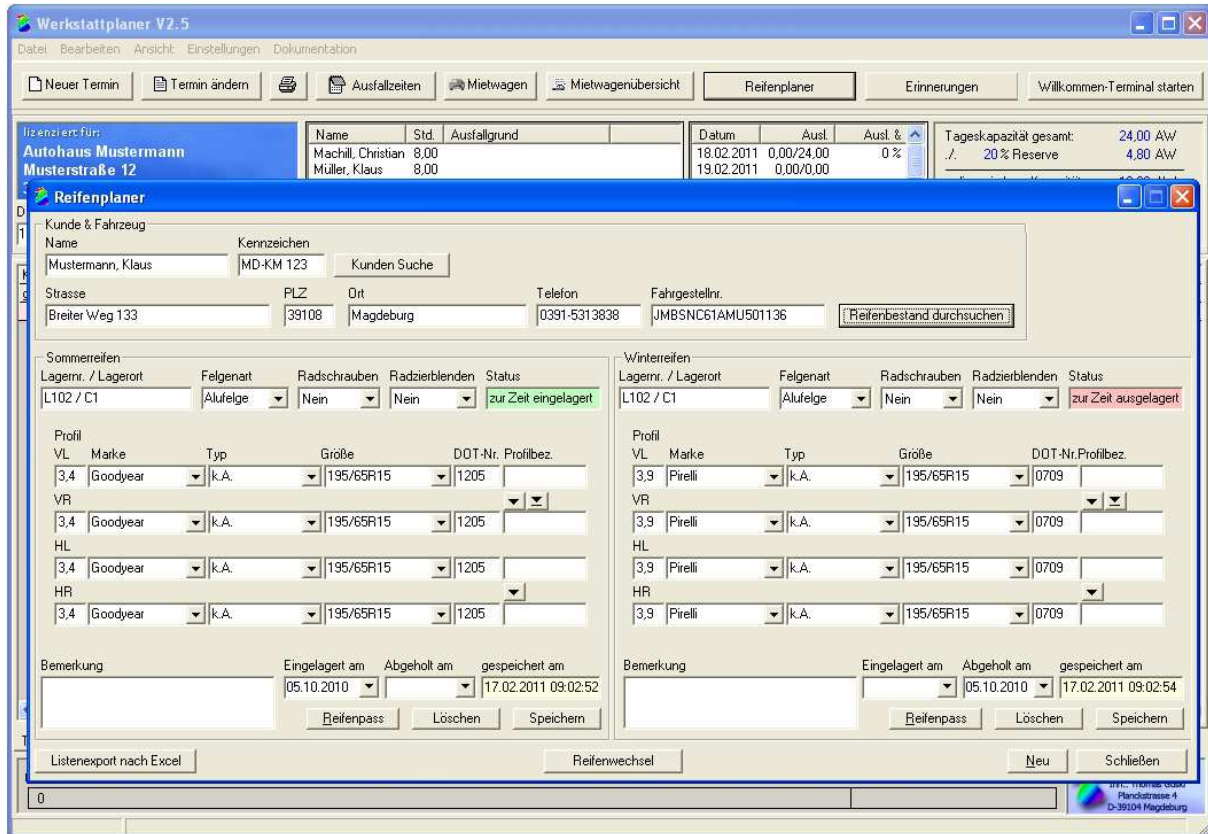 Werkstattplaner V2.5
Datei Bearbeiten Ansicht Einstellungen Dokumentation
Neuer Termin Termin ändern Ausfallzeiten Mietwagen Mietwagenübersicht Reifenplaner Erinnerungen Willkommen-Terminal starten
lizenziert für:
Autohaus Mustermann
Musterstraße 12
Name Std. Ausfallgrund
Machill, Christian 8,00
Müller, Klaus 8,00
Datum Ausl. Ausl. &
18.02.2011 0,00/24,00 0 %
19.02.2011 0,00/0,00
Tageskapazität gesamt: 24,00 AW
./. 20 % Reserve 4,80 AW
Reifenplaner
Kunde & Fahrzeug
Name Kennzeichen
Mustermann, Klaus MD-KM 123 Kunden Suche
Strasse PLZ Ort Telefon Fahrgestellnr.
Breiter Weg 133 39108 Magdeburg 0391-5313838 JMBSNC61AMU501136 Reifenbestand durchsuchen
Sommerreifen
Lagernr. / Lagerort Felgenart Radschrauben Radzierblenden Status
L102 / C1 Alufelge Nein Nein zur Zeit eingelagert
Profil
VL Marke Typ Größe DOT-Nr. Profilbez.
3,4 Goodyear k.A. 195/65R15 1205
VR
3,4 Goodyear k.A. 195/65R15 1205
HL
3,4 Goodyear k.A. 195/65R15 1205
HR
3,4 Goodyear k.A. 195/65R15 1205
Bemerkung Eingelagert am Abgeholt am gespeichert am
05.10.2010 17.02.2011 09:02:52
Reifenpass Löschen Speichern
Winterreifen
Lagernr. / Lagerort Felgenart Radschrauben Radzierblenden Status
L102 / C1 Alufelge Nein Nein zur Zeit ausgelagert
Profil
VL Marke Typ Größe DOT-Nr. Profilbez.
3,9 Pirelli k.A. 195/65R15 0709
VR
3,9 Pirelli k.A. 195/65R15 0709
HL
3,9 Pirelli k.A. 195/65R15 0709
HR
3,9 Pirelli k.A. 195/65R15 0709
Bemerkung Eingelagert am Abgeholt am gespeichert am
05.10.2010 17.02.2011 09:02:54
Reifenpass Löschen Speichern
Listenexport nach Excel Reifenwechsel Neu Schließen
0
Planckstrasse 4
D-39104 Magdeburg